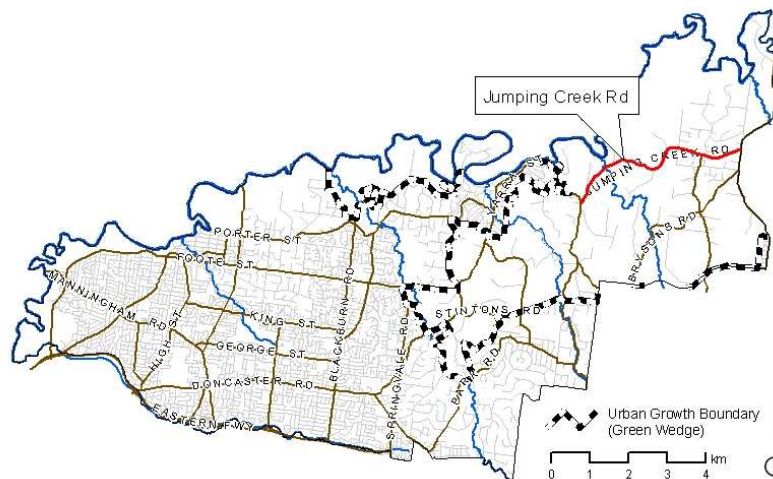 Jumping Creek Rd
JUMPING CREEK RD
YARRA ST
BRYSONS RD
PORTER ST
FOOTE ST
MANNINGHAM RD
HIGH ST
KING ST
BLACKBURN RD
STINTONS RD
GEORGE ST
SPRINGVALE RD
DONCASTER RD
EASTERN FWY
Urban Growth Boundary
(Green Wedge)
km
0 1 2 3 4